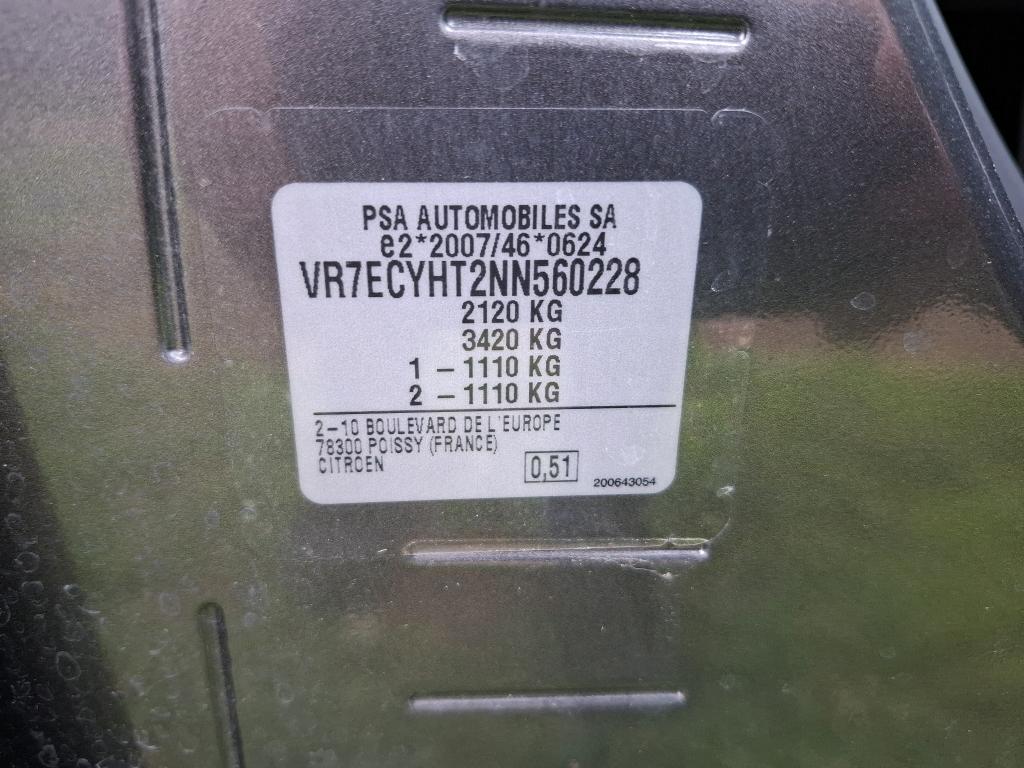 PSA AUTOMOBILES SA
e2*2007/46*0624
VR7ECYHT2NN560228
2120 KG
3420 KG
1 – 1110 KG
2 – 1110 KG
2–10 BOULEVARD DE L'EUROPE
78300 POISSY (FRANCE)
CITROEN
0,51
200643054